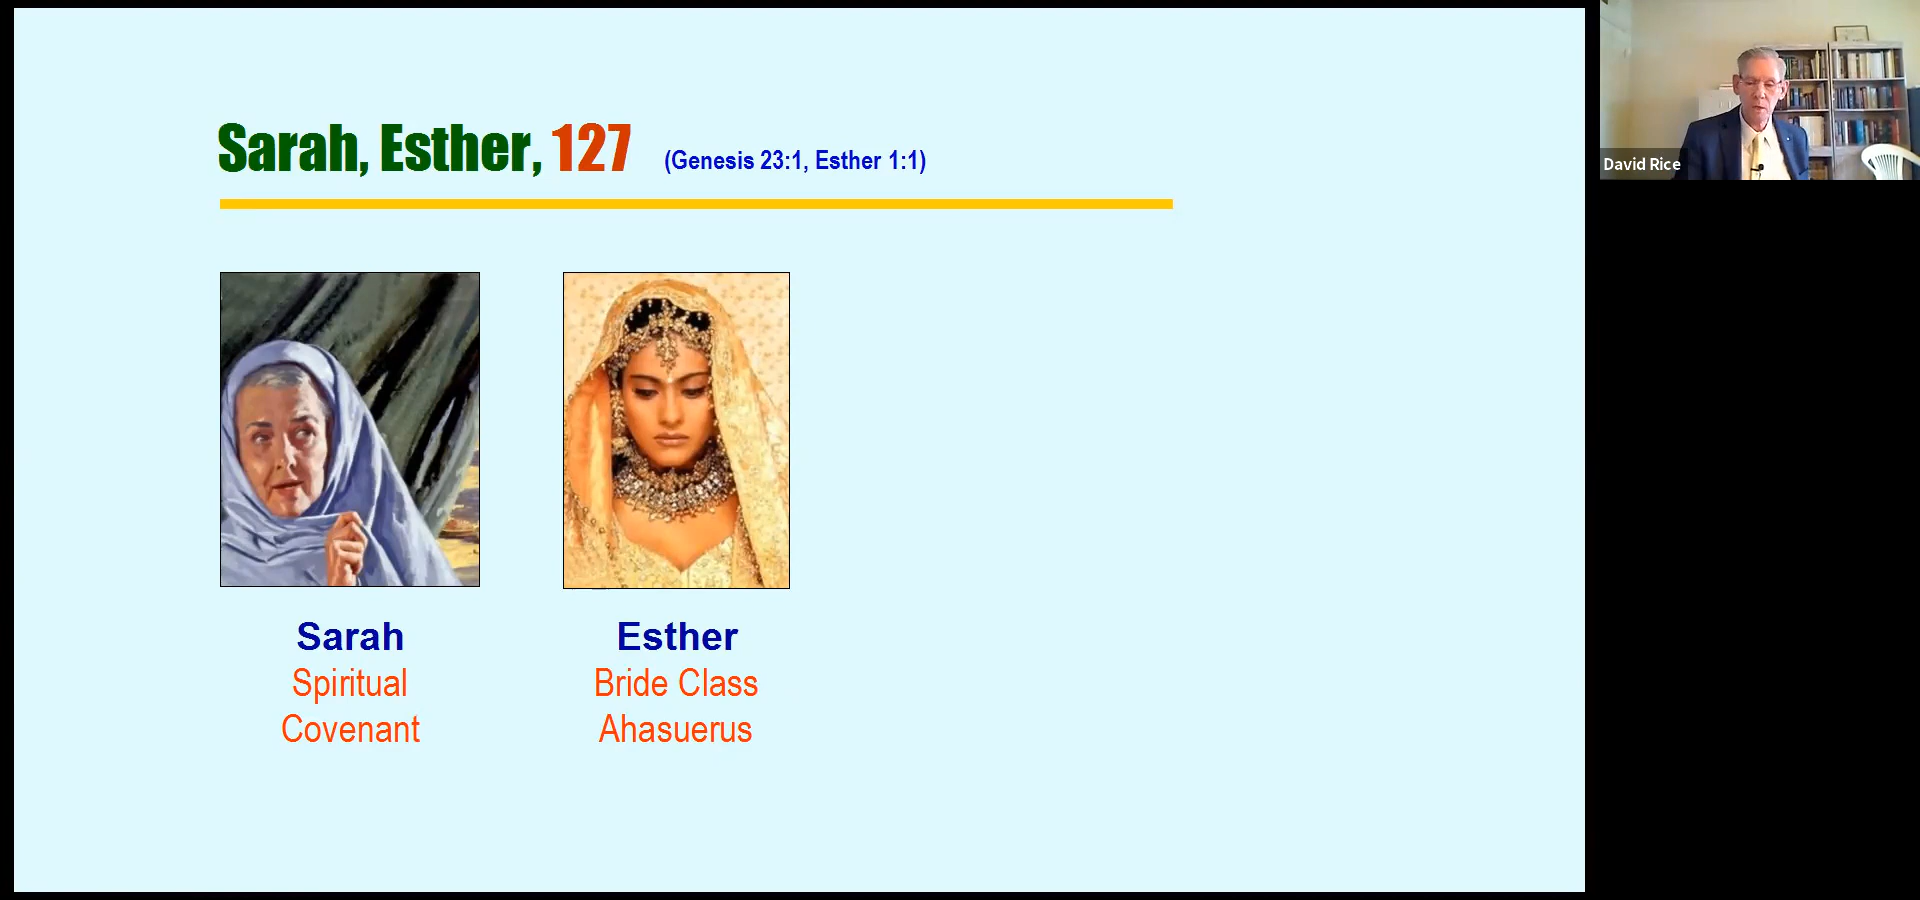 Sarah, Esther, 127 (Genesis 23:1, Esther 1:1)
David Rice
Sarah
Spiritual
Covenant
Esther
Bride Class
Ahasuerus